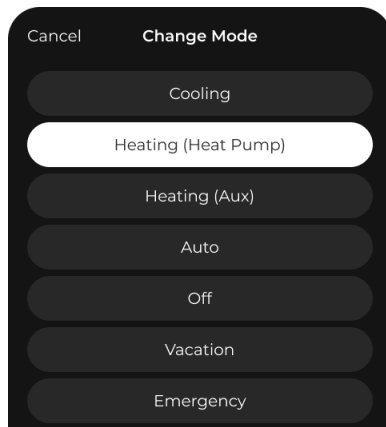 Cancel Change Mode
Cooling
Heating (Heat Pump)
Heating (Aux)
Auto
Off
Vacation
Emergency